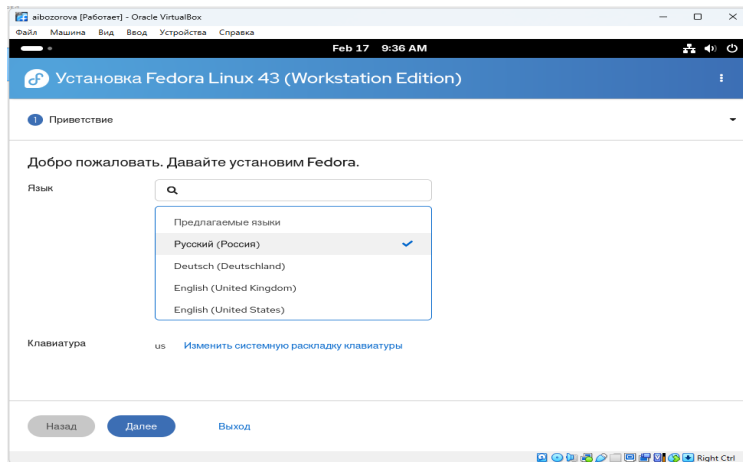 aibozorova [Работает] - Oracle VirtualBox
Файл Машина Вид Ввод Устройства Справка
Feb 17 9:36 AM
Установка Fedora Linux 43 (Workstation Edition)
1 Приветствие
Добро пожаловать. Давайте установим Fedora.
Язык
Предлагаемые языки
Русский (Россия)
Deutsch (Deutschland)
English (United Kingdom)
English (United States)
Клавиатура us Изменить системную раскладку клавиатуры
Назад Далее Выход
Right Ctrl